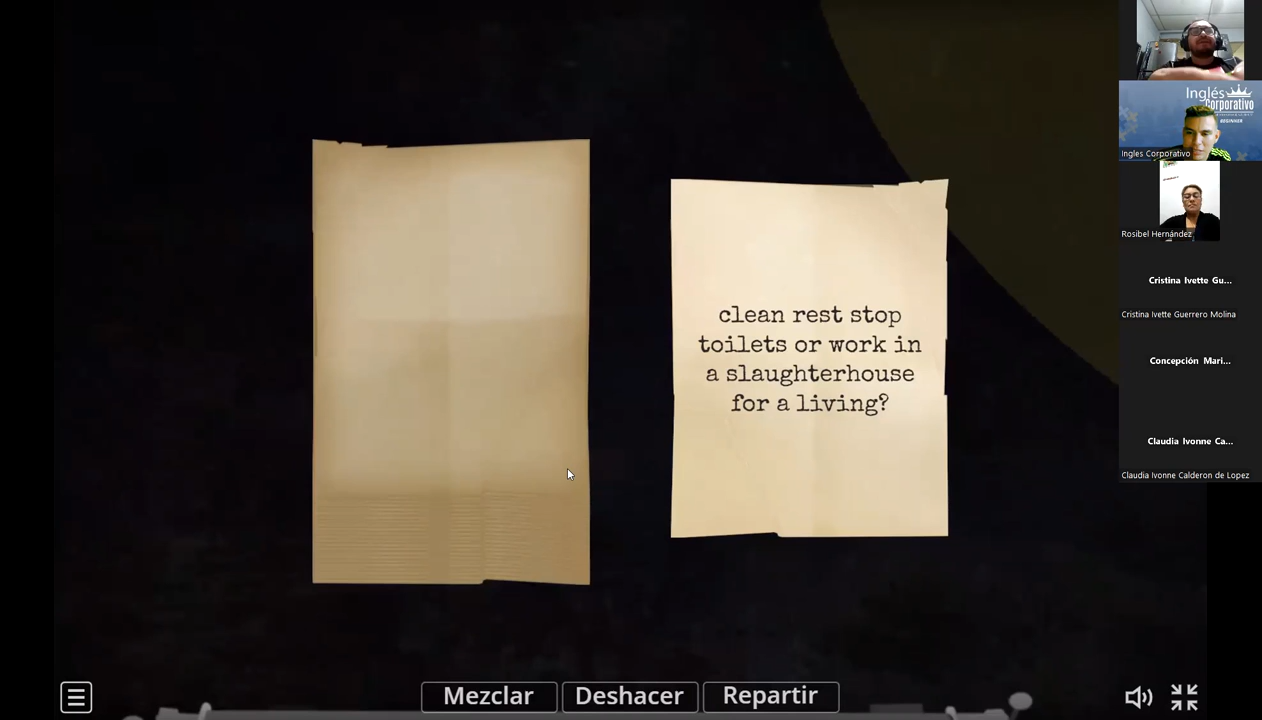 clean rest stop
toilets or work in
a slaughterhouse
for a living?
Mezclar
Deshacer
Repartir
Inglés
Corporativo
BEGINNER
Ingles Corporativo
Rosibel Hernández
Cristina Ivette Gu...
Cristina Ivette Guerrero Molina
Concepción Mari...
Claudia Ivonne Ca...
Claudia Ivonne Calderon de Lopez